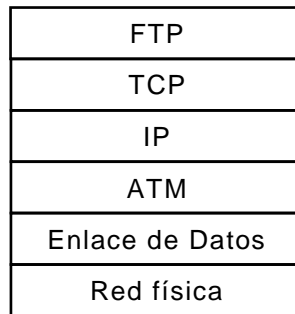 FTP
TCP
IP
ATM
Enlace de Datos
Red física